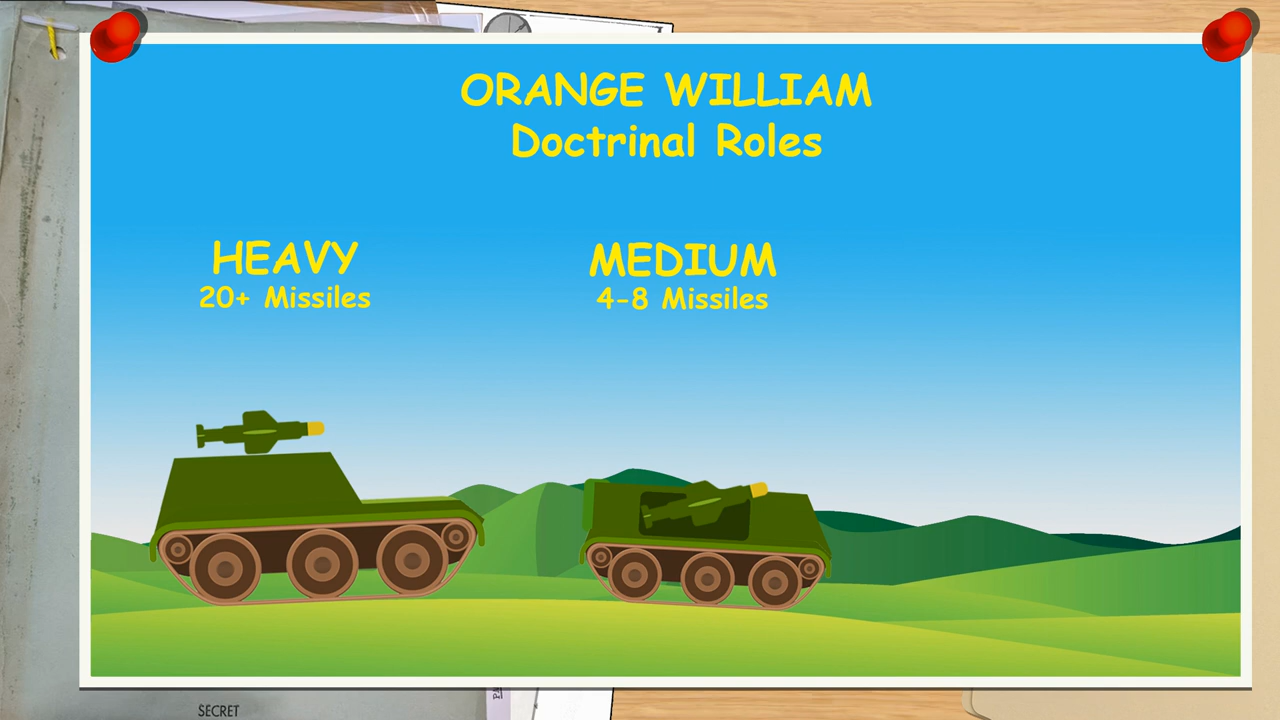 ORANGE WILLIAM
Doctrinal Roles
HEAVY
20+ Missiles
MEDIUM
4-8 Missiles
SECRET